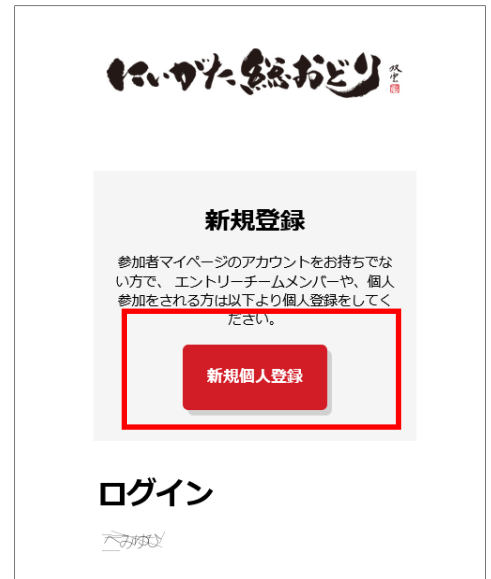 にいがた総おどり
新規登録
参加者マイページのアカウントをお持ちでな
い方で、 エントリーチームメンバーや、個人
参加をされる方は以下より個人登録をしてく
ださい。
新規個人登録
ログイン